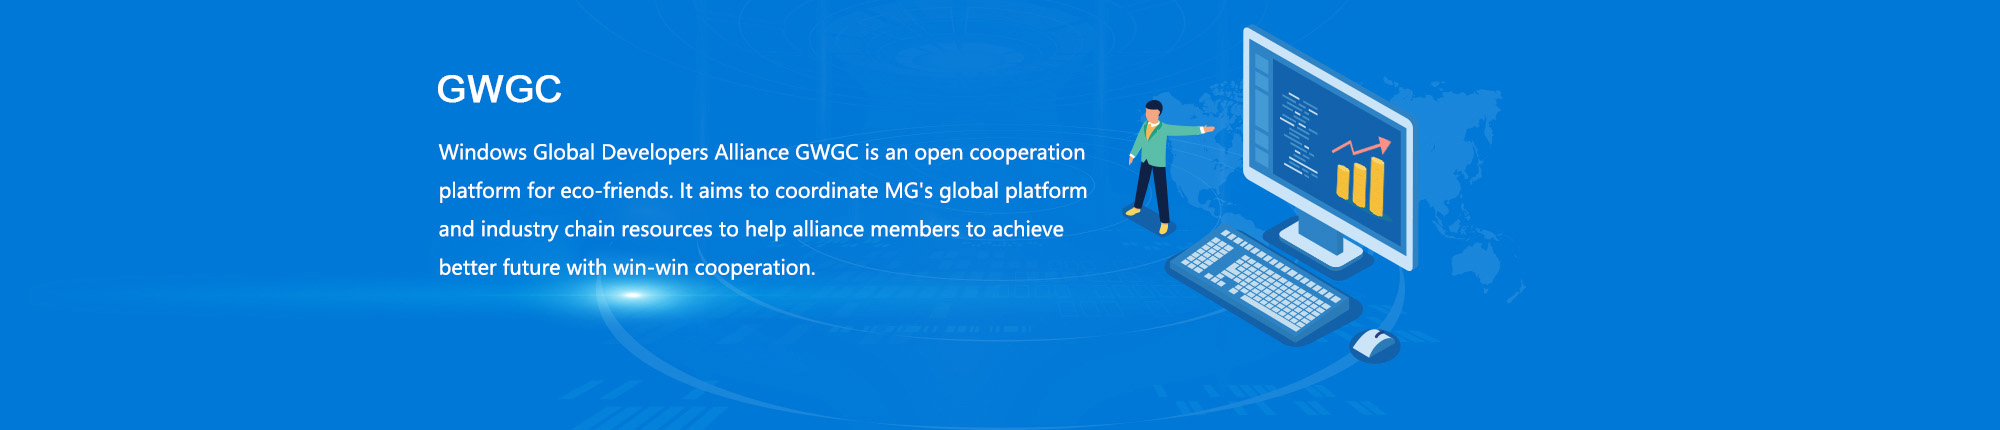 GWGC
Windows Global Developers Alliance GWGC is an open cooperation
platform for eco-friends. It aims to coordinate MG's global platform
and industry chain resources to help alliance members to achieve
better future with win-win cooperation.